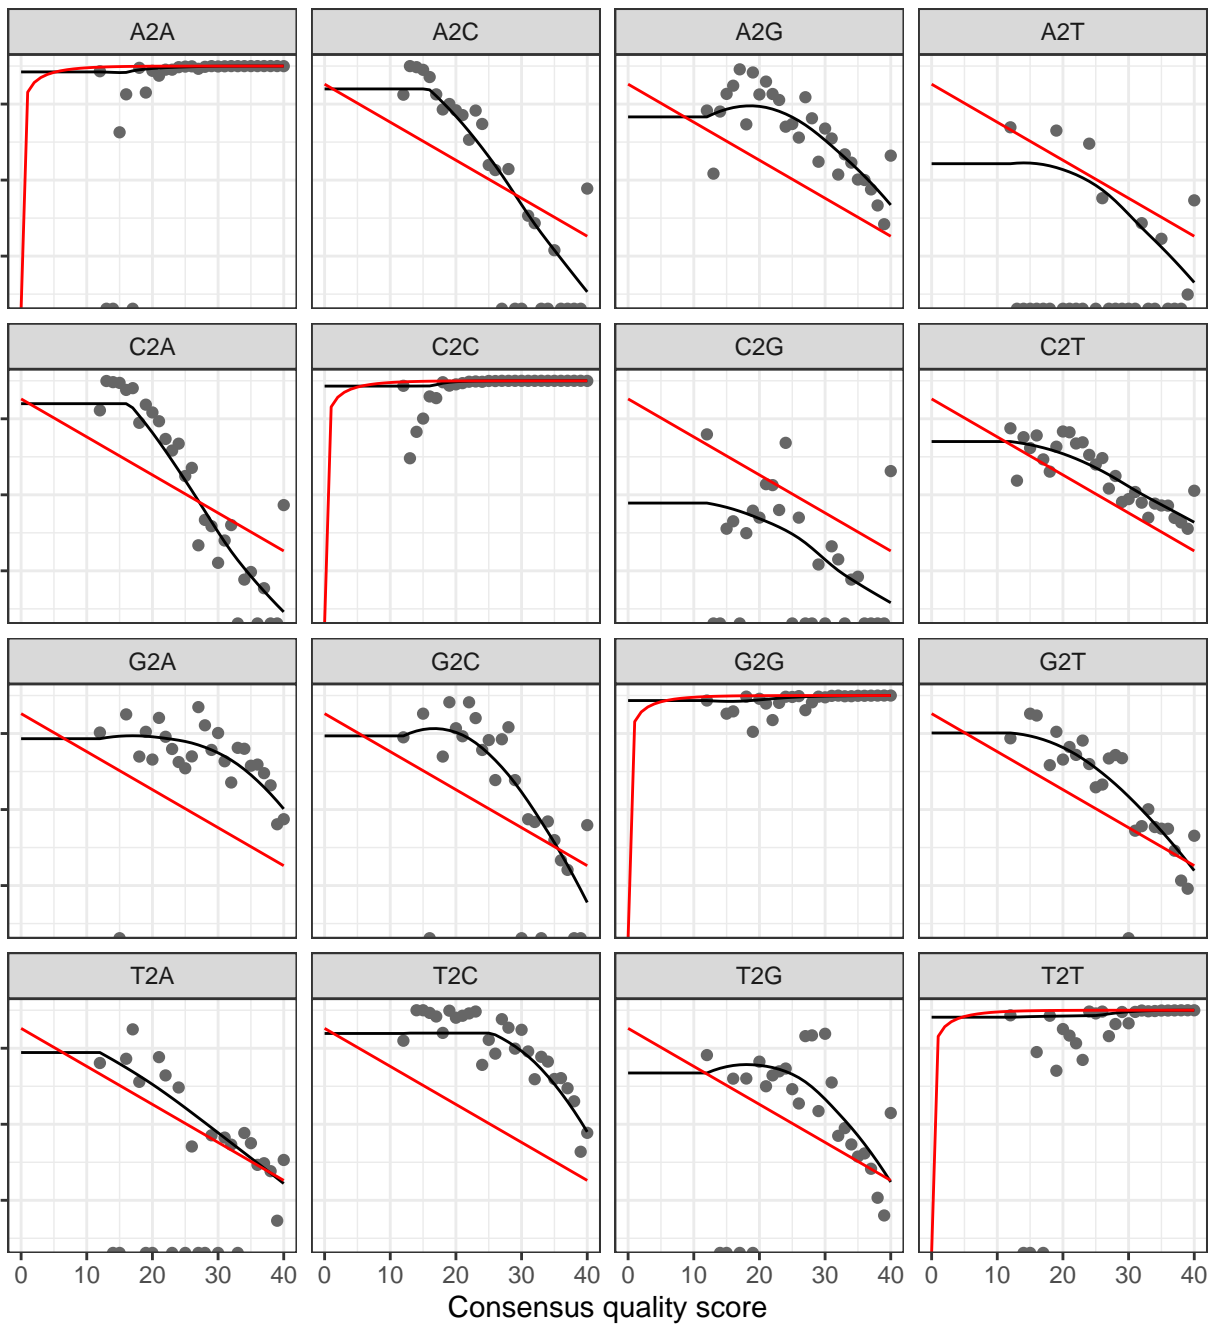 A2A A2C A2G A2T
C2A C2C C2G C2T
G2A G2C G2G G2T
T2A T2C T2G T2T
0 10 20 30 40 0 10 20 30 40 0 10 20 30 40 0 10 20 30 40
Consensus quality score